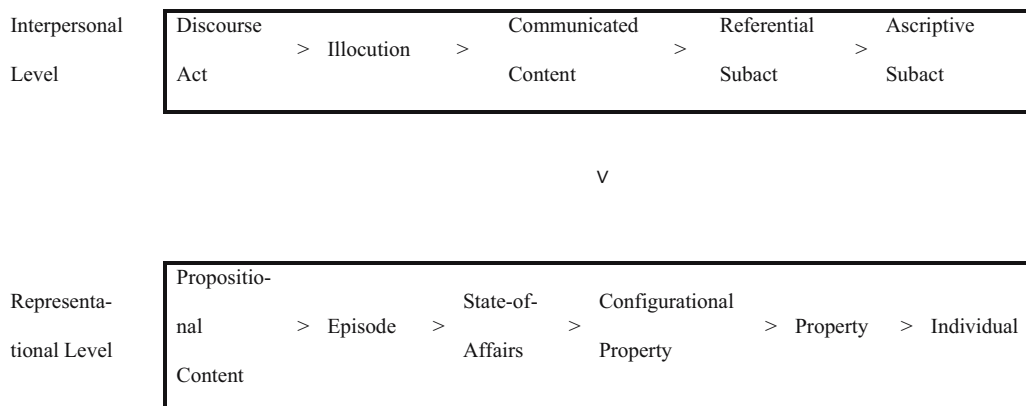 Interpersonal Level
Discourse Act > Illocution > Communicated Content > Referential Subact > Ascriptive Subact
V
Representa-
tional Level
Propositio-
nal
Content > Episode > State-of-
Affairs > Configurational Property > Property > Individual